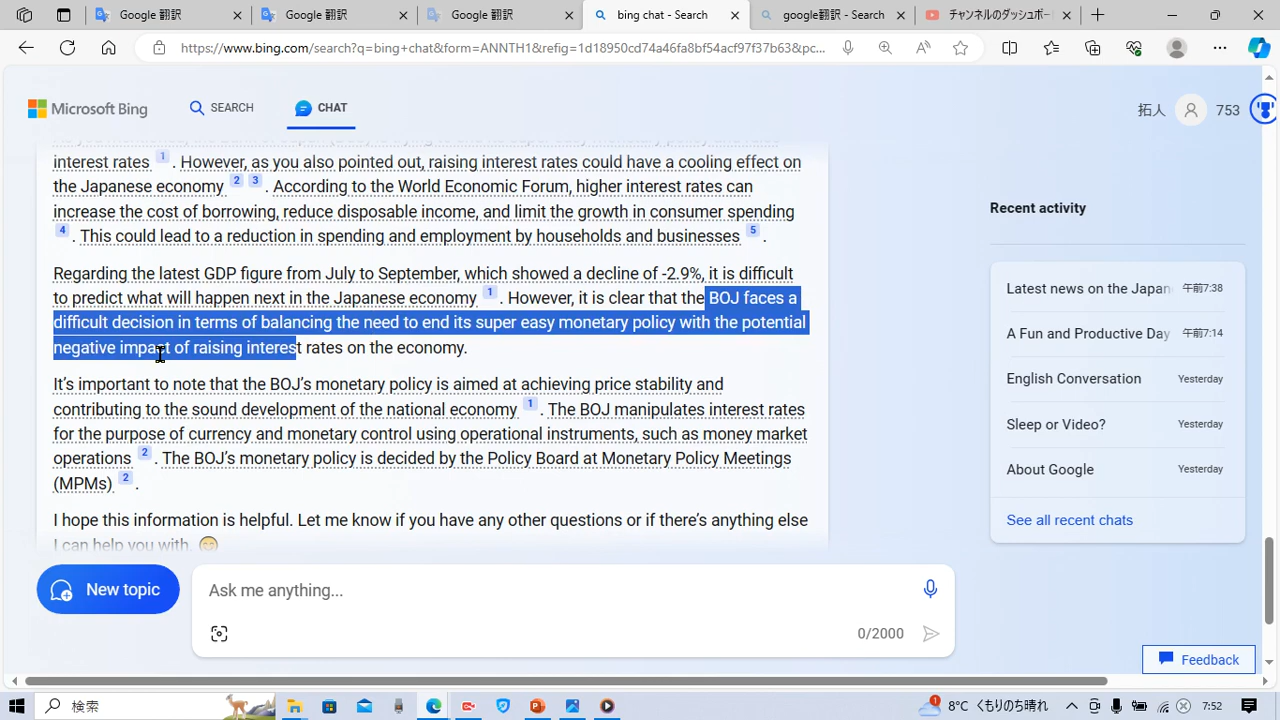 Google 翻訳
Google 翻訳
Google 翻訳
bing chat - Search
google翻訳 - Search
チャンネルのダッシュボー
https://www.bing.com/search?q=bing+chat&form=ANNTH1&refig=1d18950cd74a46fa8bf54acf97f37b63&pc...
Microsoft Bing
SEARCH
CHAT
拓人
753
interest rates 1 . However, as you also pointed out, raising interest rates could have a cooling effect on
the Japanese economy 2 3 . According to the World Economic Forum, higher interest rates can
increase the cost of borrowing, reduce disposable income, and limit the growth in consumer spending
4 . This could lead to a reduction in spending and employment by households and businesses 5 .
Regarding the latest GDP figure from July to September, which showed a decline of -2.9%, it is difficult
to predict what will happen next in the Japanese economy 1 . However, it is clear that the BOJ faces a
difficult decision in terms of balancing the need to end its super easy monetary policy with the potential
negative impact of raising interest rates on the economy.
It's important to note that the BOJ's monetary policy is aimed at achieving price stability and
contributing to the sound development of the national economy 1 . The BOJ manipulates interest rates
for the purpose of currency and monetary control using operational instruments, such as money market
operations 2 . The BOJ's monetary policy is decided by the Policy Board at Monetary Policy Meetings
(MPMs) 2 .
I hope this information is helpful. Let me know if you have any other questions or if there's anything else
I can help you with. 😊
Recent activity
Latest news on the Japan 午前7:38
A Fun and Productive Day 午前7:14
English Conversation Yesterday
Sleep or Video? Yesterday
About Google Yesterday
See all recent chats
New topic
Ask me anything...
0/2000
Feedback
検索
1
8°C くもりのち晴れ
7:52